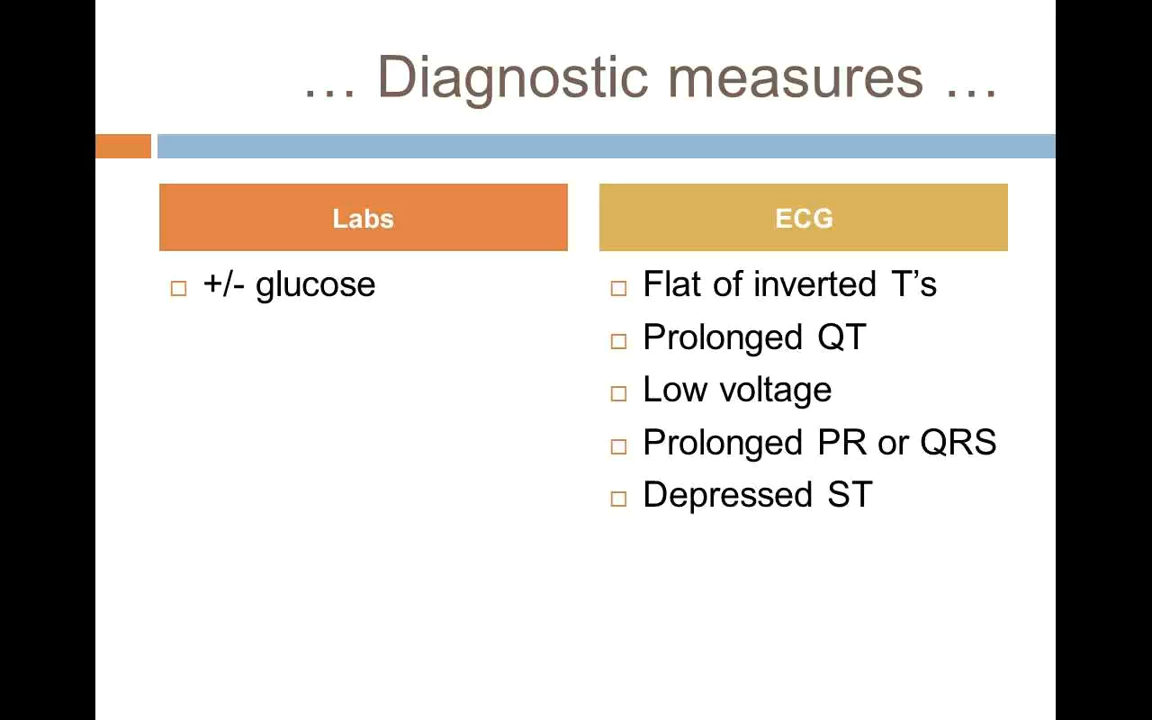 … Diagnostic measures …
Labs
+/- glucose
ECG
Flat of inverted T’s
Prolonged QT
Low voltage
Prolonged PR or QRS
Depressed ST